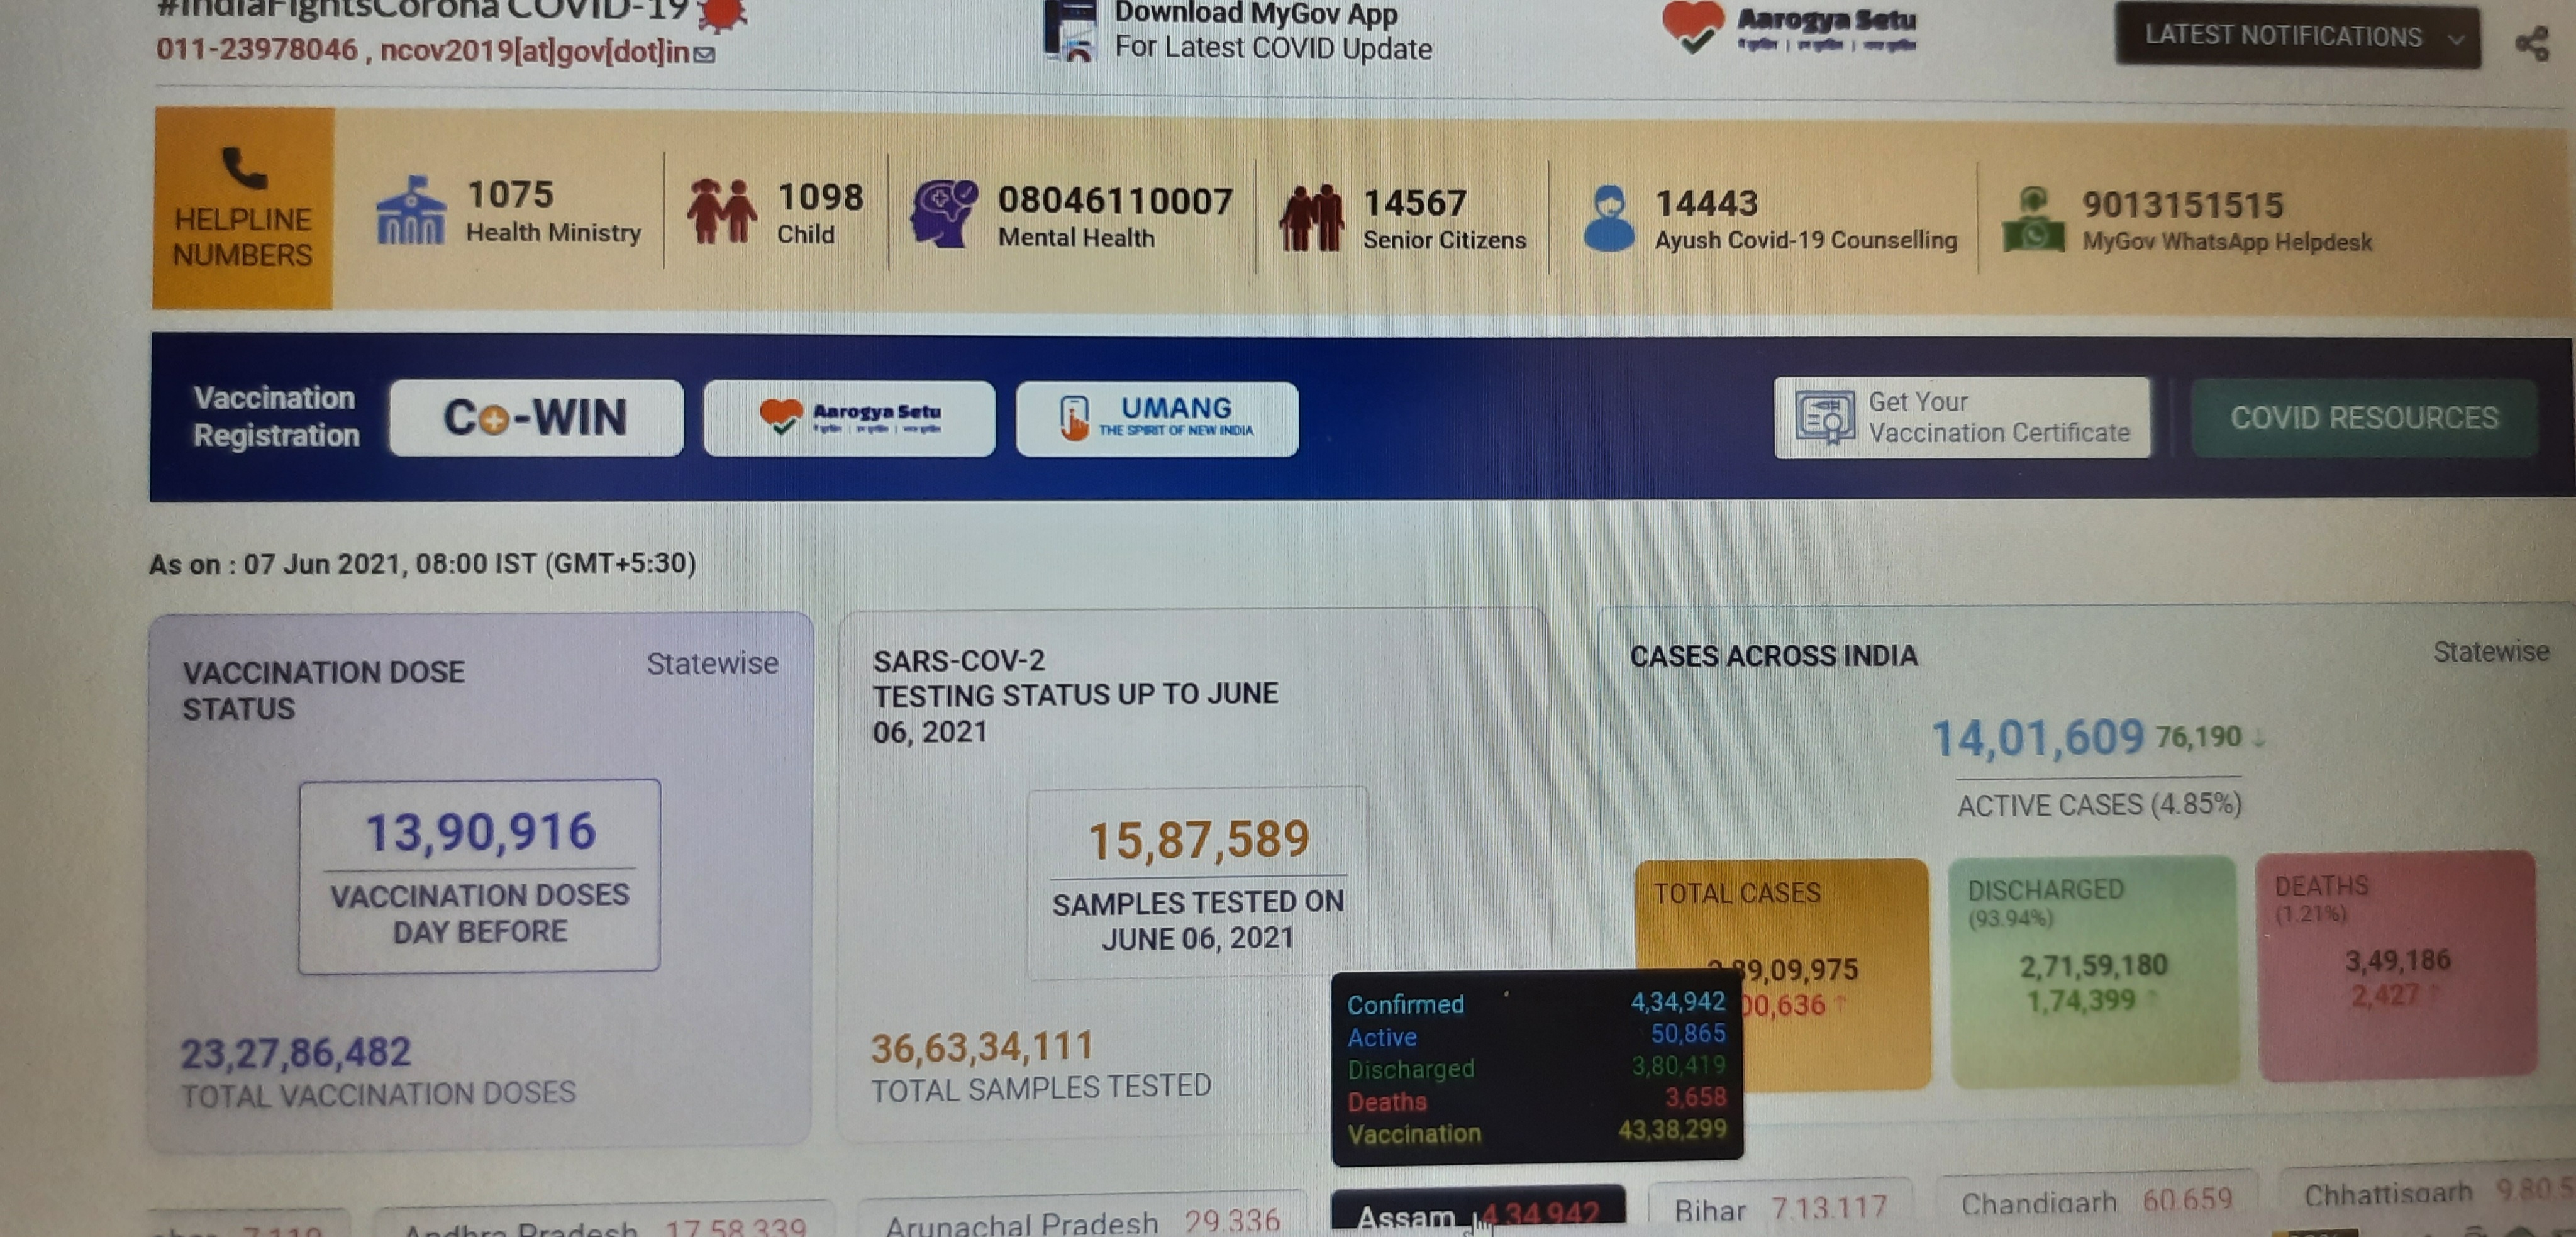 #IndiaFightsCorona COVID-19
011-23978046 , ncov2019[at]gov[dot]in
Download MyGov App
For Latest COVID Update
Aarogya Setu
LATEST NOTIFICATIONS
HELPLINE
NUMBERS
1075
Health Ministry
1098
Child
08046110007
Mental Health
14567
Senior Citizens
14443
Ayush Covid-19 Counselling
9013151515
MyGov WhatsApp Helpdesk
Vaccination
Registration
Co-WIN
Aarogya Setu
UMANG
THE SPIRIT OF NEW INDIA
Get Your
Vaccination Certificate
COVID RESOURCES
As on : 07 Jun 2021, 08:00 IST (GMT+5:30)
VACCINATION DOSE
STATUS
Statewise
13,90,916
VACCINATION DOSES
DAY BEFORE
23,27,86,482
TOTAL VACCINATION DOSES
SARS-COV-2
TESTING STATUS UP TO JUNE
06, 2021
15,87,589
SAMPLES TESTED ON
JUNE 06, 2021
36,63,34,111
TOTAL SAMPLES TESTED
CASES ACROSS INDIA
Statewise
14,01,609 76,190 ↓
ACTIVE CASES (4.85%)
TOTAL CASES
89,09,975
00,636 ↑
DISCHARGED
(93.94%)
2,71,59,180
1,74,399 ↑
DEATHS
(1.21%)
3,49,186
2,427 ↑
Confirmed 4,34,942
Active 50,865
Discharged 3,80,419
Deaths 3,658
Vaccination 43,38,299
Andhra Pradesh 17,58,339
Arunachal Pradesh 29,336
Assam 4,34,942
Bihar 7,13,117
Chandigarh 60,659
Chhattisgarh 9,80,5